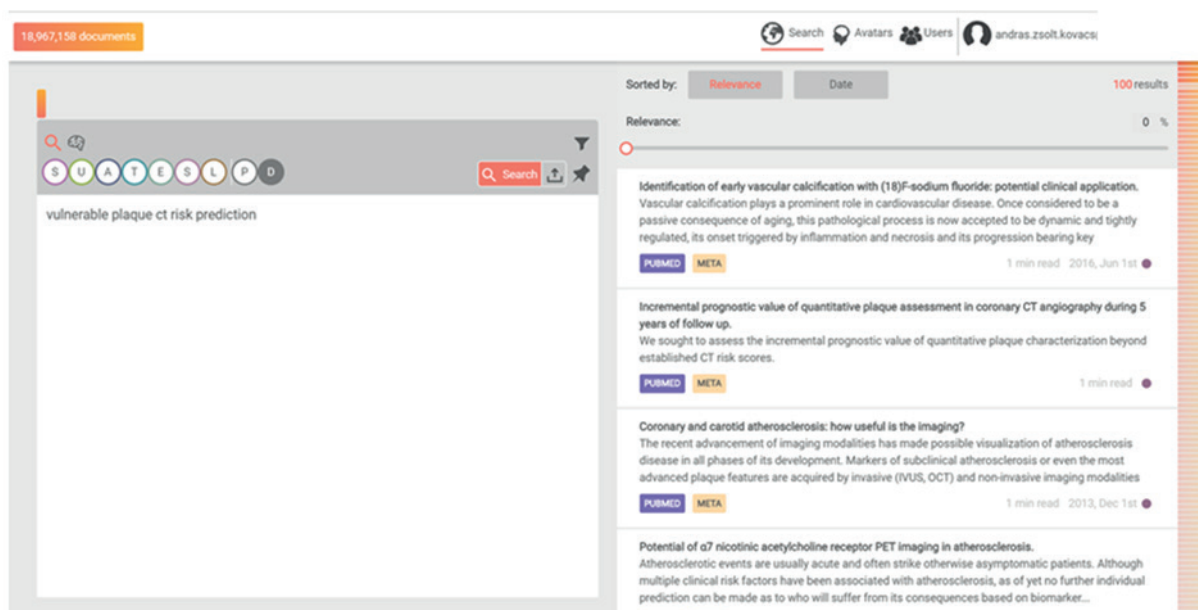 18,967,158 documents
Search Avatars Users andras.zsolt.kovacs
Sorted by: Relevance Date 100 results
Relevance: 0 %
S U A T E S L P D
Search
vulnerable plaque ct risk prediction
Identification of early vascular calcification with (18)F-sodium fluoride: potential clinical application.
Vascular calcification plays a prominent role in cardiovascular disease. Once considered to be a
passive consequence of aging, this pathological process is now accepted to be dynamic and tightly
regulated, its onset triggered by inflammation and necrosis and its progression bearing key
PUBMED META 1 min read 2016, Jun 1st
Incremental prognostic value of quantitative plaque assessment in coronary CT angiography during 5
years of follow up.
We sought to assess the incremental prognostic value of quantitative plaque characterization beyond
established CT risk scores.
PUBMED META 1 min read
Coronary and carotid atherosclerosis: how useful is the imaging?
The recent advancement of imaging modalities has made possible visualization of atherosclerosis
disease in all phases of its development. Markers of subclinical atherosclerosis or even the most
advanced plaque features are acquired by invasive (IVUS, OCT) and non-invasive imaging modalities
PUBMED META 1 min read 2013, Dec 1st
Potential of α7 nicotinic acetylcholine receptor PET imaging in atherosclerosis.
Atherosclerotic events are usually acute and often strike otherwise asymptomatic patients. Although
multiple clinical risk factors have been associated with atherosclerosis, as of yet no further individual
prediction can be made as to who will suffer from its consequences based on biomarker...